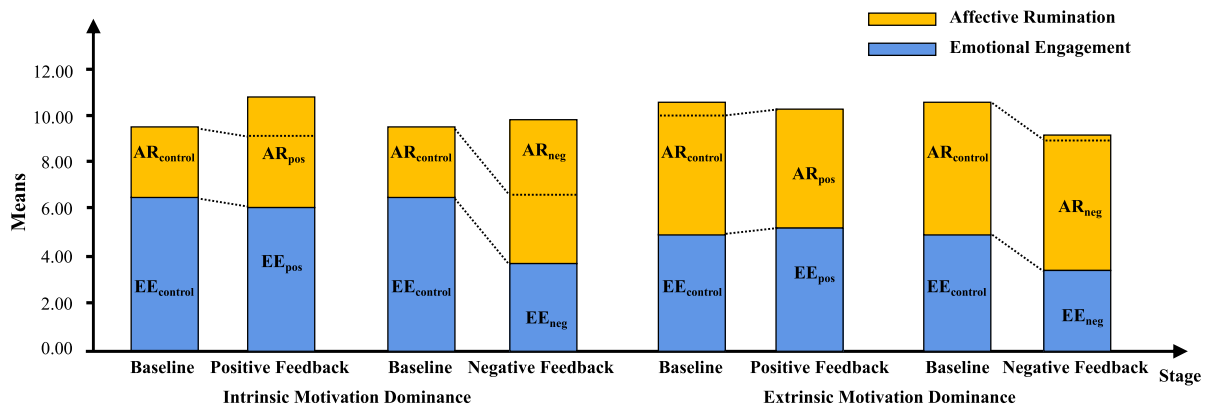 Affective Rumination
Emotional Engagement
Means
12.00
10.00
8.00
6.00
4.00
2.00
0.00
ARcontrol
ARpos
ARcontrol
ARneg
ARcontrol
ARpos
ARcontrol
ARneg
EEcontrol
EEpos
EEcontrol
EEneg
EEcontrol
EEpos
EEcontrol
EEneg
Baseline Positive Feedback Baseline Negative Feedback Baseline Positive Feedback Baseline Negative Feedback
Stage
Intrinsic Motivation Dominance Extrinsic Motivation Dominance